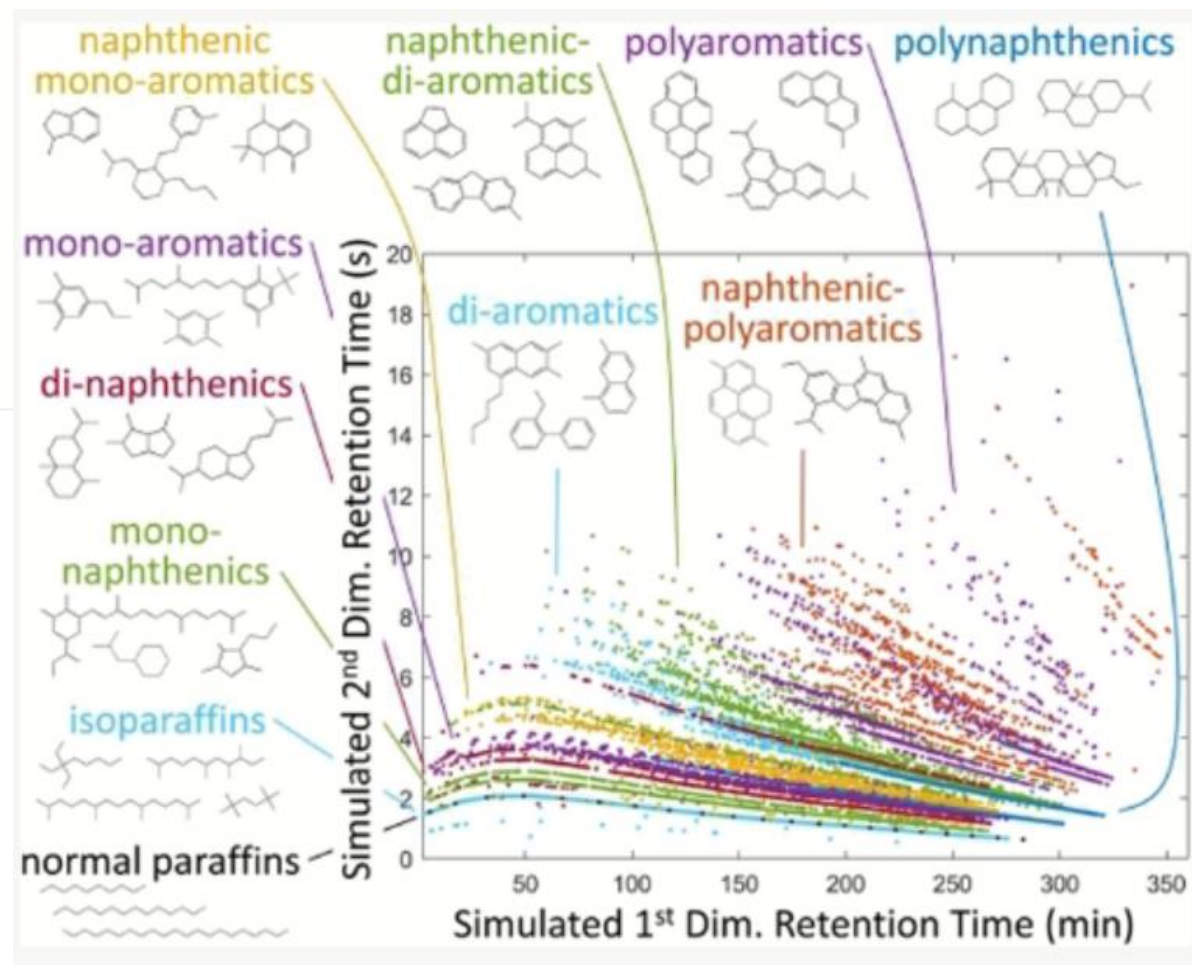 naphthenic
mono-aromatics
naphthenic-
di-aromatics
polyaromatics
polynaphthenics
mono-aromatics
di-naphthenics
mono-
naphthenics
isoparaffins
normal paraffins
di-aromatics
naphthenic-
polyaromatics
Simulated 2nd Dim. Retention Time (s)
20
18
16
14
12
10
8
6
4
2
0
50
100
150
200
250
300
350
Simulated 1st Dim. Retention Time (min)